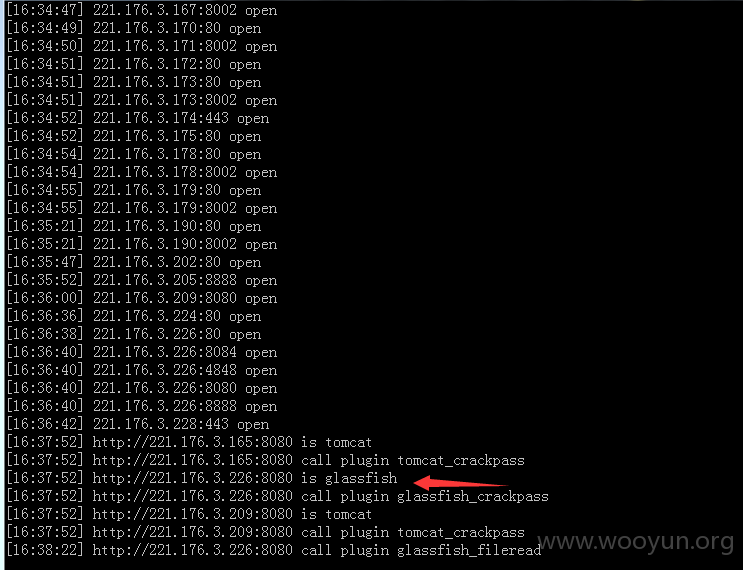 [16:34:47] 221.176.3.167:8002 open
[16:34:49] 221.176.3.170:80 open
[16:34:50] 221.176.3.171:8002 open
[16:34:51] 221.176.3.172:80 open
[16:34:51] 221.176.3.173:80 open
[16:34:51] 221.176.3.173:8002 open
[16:34:52] 221.176.3.174:443 open
[16:34:52] 221.176.3.175:80 open
[16:34:54] 221.176.3.178:80 open
[16:34:54] 221.176.3.178:8002 open
[16:34:55] 221.176.3.179:80 open
[16:34:55] 221.176.3.179:8002 open
[16:35:21] 221.176.3.190:80 open
[16:35:21] 221.176.3.190:8002 open
[16:35:47] 221.176.3.202:80 open
[16:35:52] 221.176.3.205:8888 open
[16:36:00] 221.176.3.209:8080 open
[16:36:36] 221.176.3.224:80 open
[16:36:38] 221.176.3.226:80 open
[16:36:40] 221.176.3.226:8084 open
[16:36:40] 221.176.3.226:4848 open
[16:36:40] 221.176.3.226:8080 open
[16:36:40] 221.176.3.226:8888 open
[16:36:42] 221.176.3.228:443 open
[16:37:52] http://221.176.3.165:8080 is tomcat
[16:37:52] http://221.176.3.165:8080 call plugin tomcat_crackpass
[16:37:52] http://221.176.3.226:8080 is glassfish
[16:37:52] http://221.176.3.226:8080 call plugin glassfish_crackpass
[16:37:52] http://221.176.3.209:8080 is tomcat
[16:37:52] http://221.176.3.209:8080 call plugin tomcat_crackpass
[16:38:22] http://221.176.3.226:8080 call plugin glassfish_fileread
www.wooyun.org